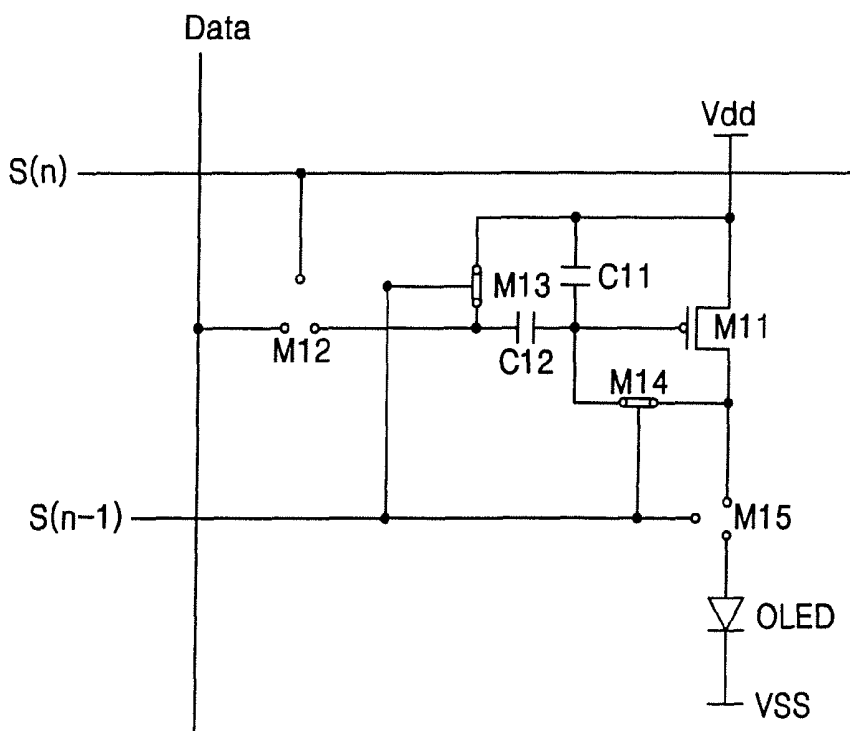 Data
Vdd
S(n)
M13
C11
M12
C12
M11
M14
S(n-1)
M15
OLED
VSS